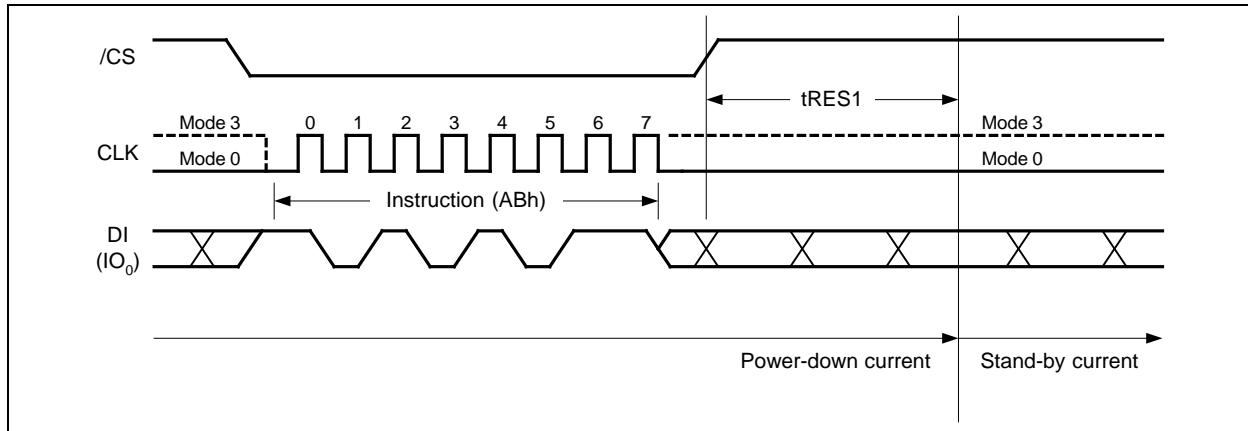 /CS
tRES1
Mode 3
0 1 2 3 4 5 6 7
Mode 3
CLK
Mode 0
Mode 0
Instruction (ABh)
DI
(IO₀)
Power-down current
Stand-by current